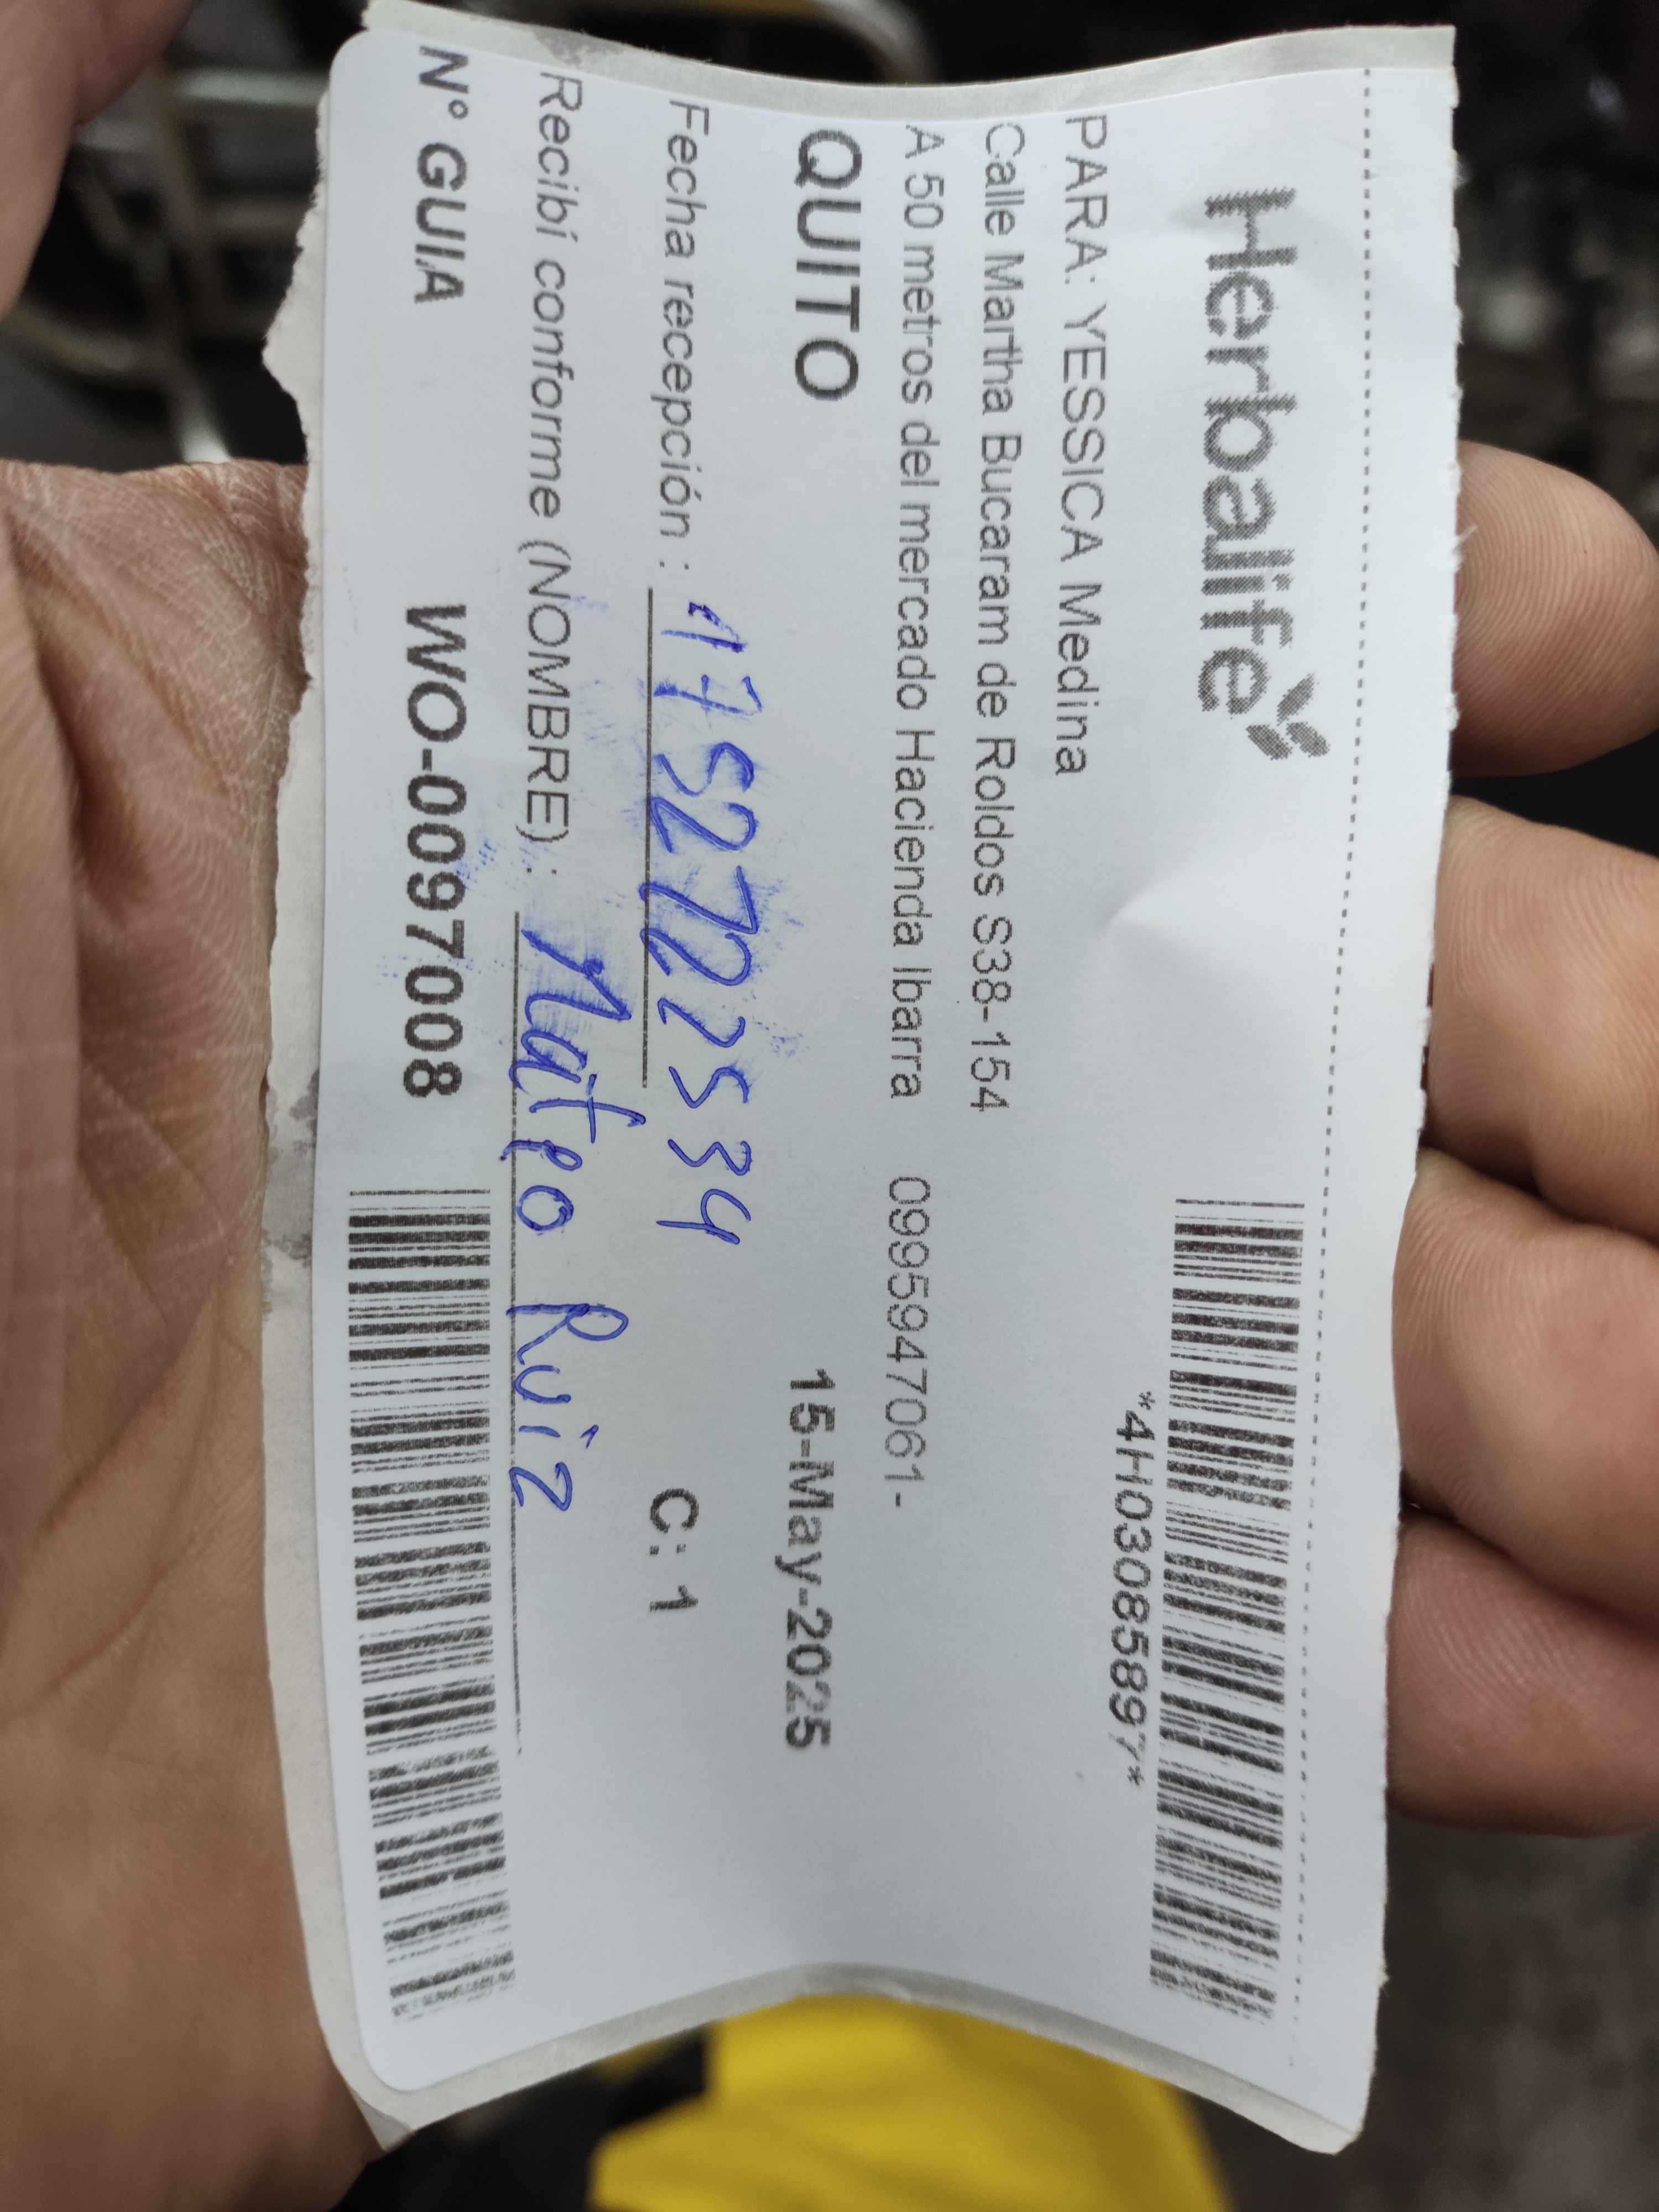 Herbalife
*4H03085897*
PARA: YESSICA Medina
Calle Martha Bucaram de Roldos S38-154
A 50 metros del mercado Hacienda Ibarra 0995947061-
QUITO 15-May-2025
Fecha recepción : 1752722534 C: 1
Recibí conforme (NOMBRE): Mateo Ruiz
N° GUIA WO-0097008